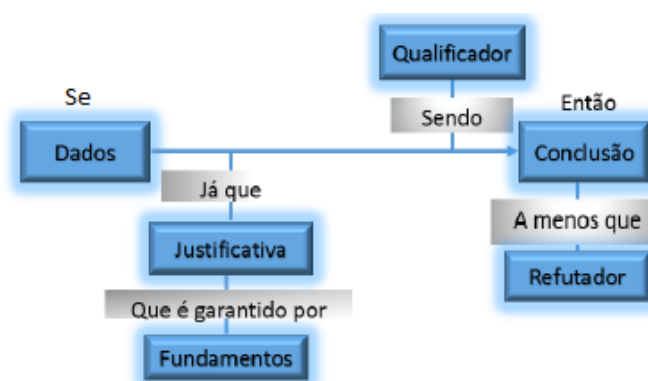 Qualificador
Se
Sendo
Então
Dados
Conclusão
Já que
A menos que
Justificativa
Refutador
Que é garantido por
Fundamentos